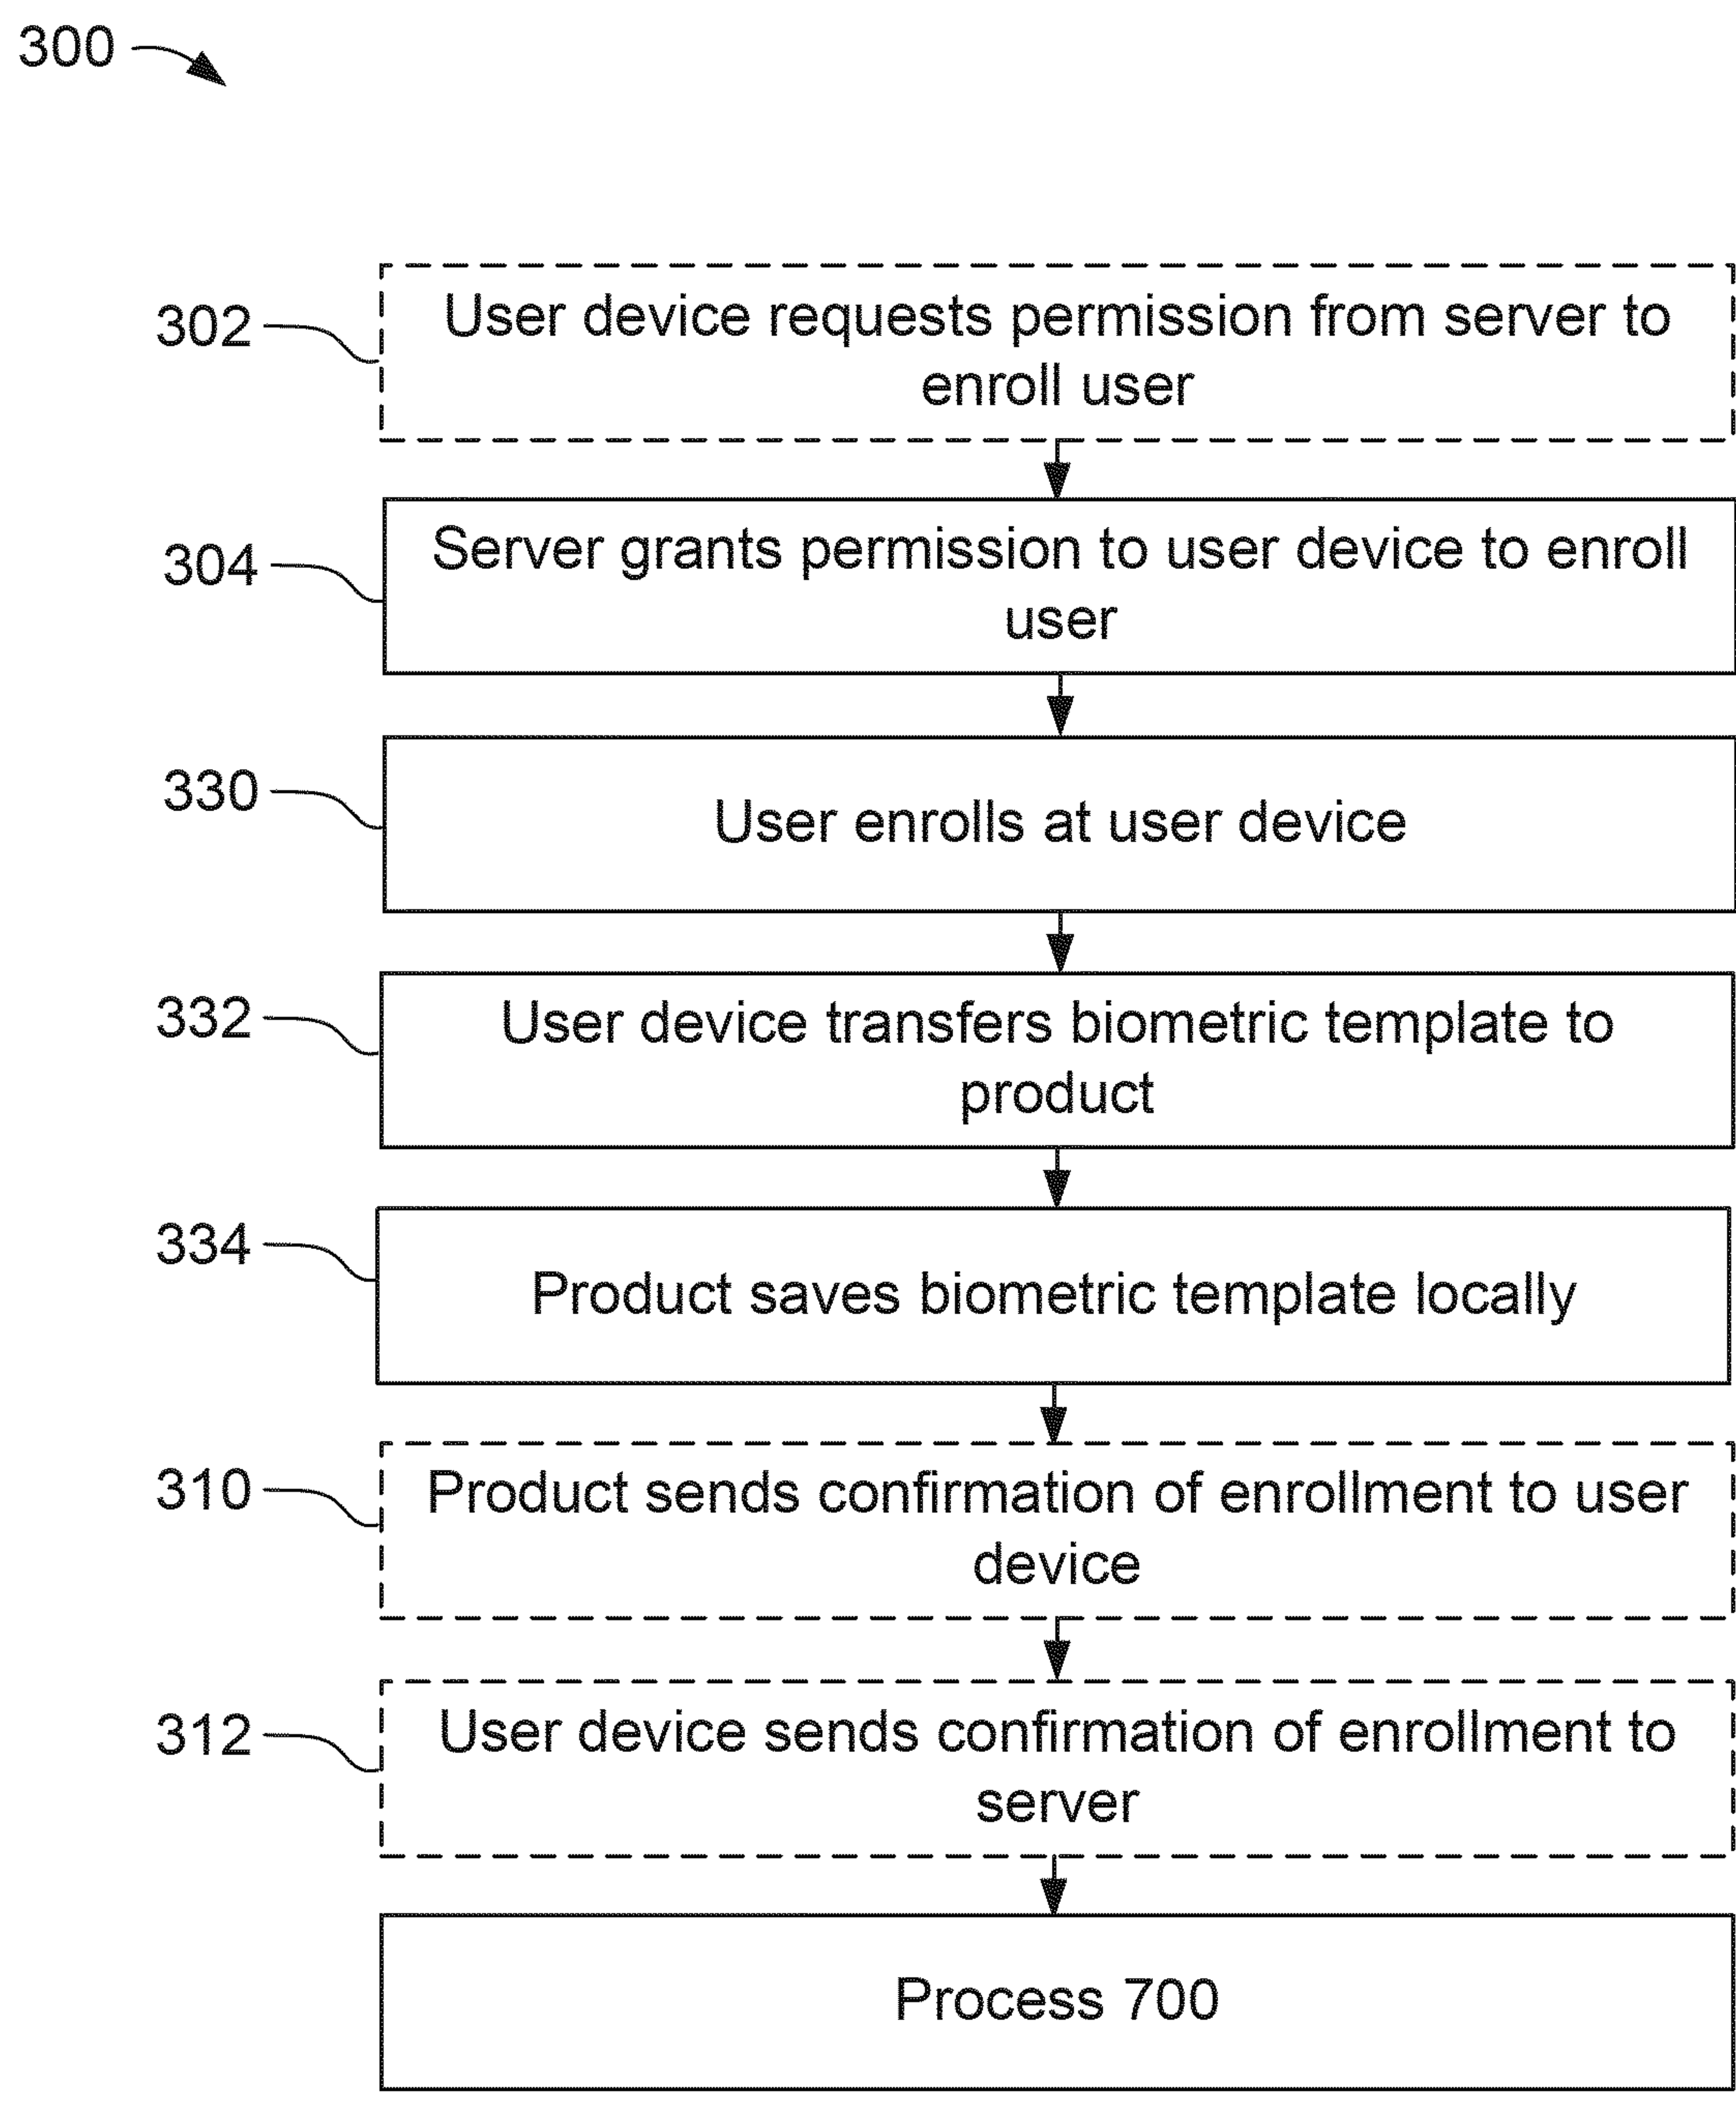 300
302
User device requests permission from server to
enroll user
304
Server grants permission to user device to enroll
user
330
User enrolls at user device
332
User device transfers biometric template to
product
334
Product saves biometric template locally
310
Product sends confirmation of enrollment to user
device
312
User device sends confirmation of enrollment to
server
Process 700